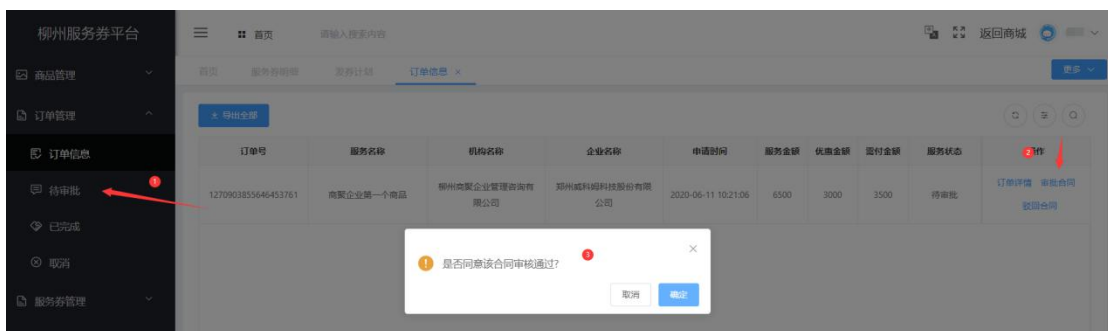 柳州服务券平台
首页
请输入搜索内容
返回商城
商品管理
首页
服务券明细
发券计划
订单信息 ×
更多
订单管理
导出全部
订单信息
订单号
服务名称
机构名称
企业名称
申请时间
服务金额
优惠金额
需付金额
服务状态
2
作
待审批
1
1270903855646453761
商聚企业第一个商品
柳州商聚企业管理咨询有
限公司
郑州威科姆科技股份有限
公司
2020-06-11 10:21:06
6500
3000
3500
待审批
订单详情
审批合同
驳回合同
已完成
取消
是否同意该合同审核通过?
3
取消
确定
服务券管理